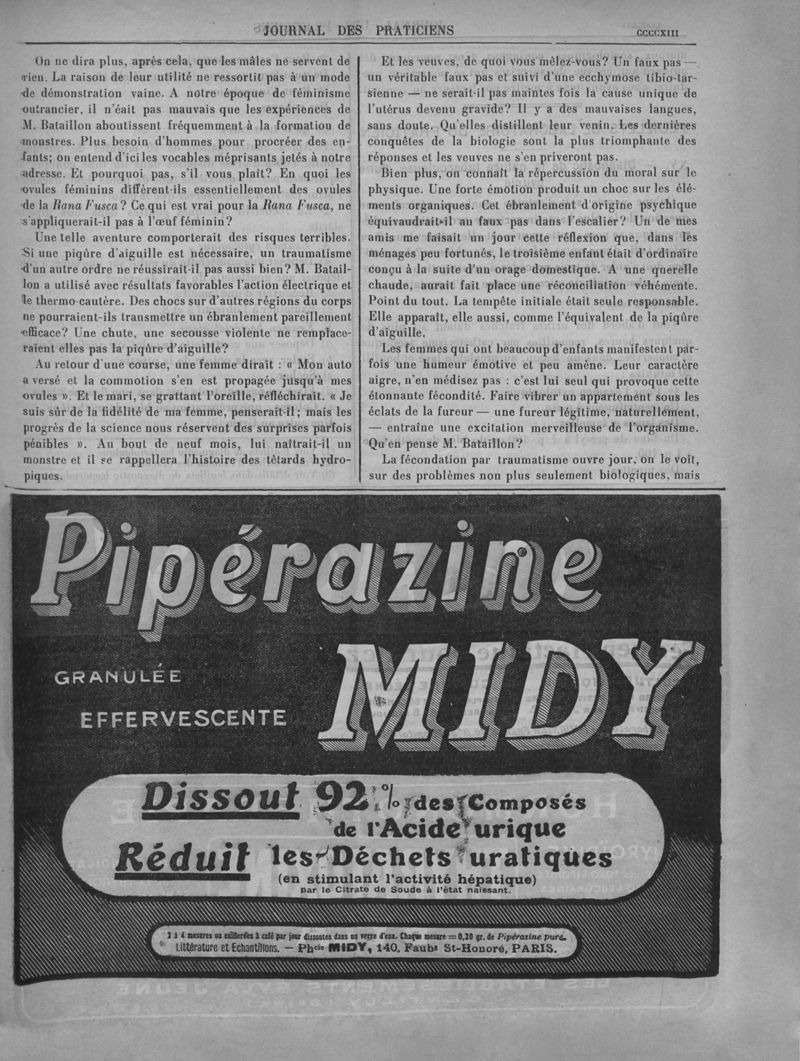 JOURNAL DES PRATICIENS
CCCCXIII
On ne dira plus, après cela, que les mâles ne servent de
rien. La raison de leur utilité ne ressortit pas à un mode
de démonstration vaine. A notre époque de féminisme
outrancier, il n'éait pas mauvais que les expériences de
M. Bataillon aboutissent fréquemment à la formation de
monstres. Plus besoin d'hommes pour procréer des en-
fants; on entend d'ici les vocables méprisants jetés à notre
adresse. Et pourquoi pas, s'il vous plaît? En quoi les
ovules féminins diffèrent-ils essentiellement des ovules
de la Rana Fusca? Ce qui est vrai pour la Rana Fusca, ne
s'appliquerait-il pas à l'œuf féminin?
Une telle aventure comporterait des risques terribles.
Si une piqûre d'aiguille est nécessaire, un traumatisme
d'un autre ordre ne réussirait-il pas aussi bien? M. Batail-
lon a utilisé avec résultats favorables l'action électrique et
le thermo-cautère. Des chocs sur d'autres régions du corps
ne pourraient-ils transmettre un ébranlement pareillement
efficace? Une chute, une secousse violente ne remplace-
raient elles pas la piqûre d'aiguille?
Au retour d'une course, une femme dirait : « Mon auto
a versé et la commotion s'en est propagée jusqu'à mes
ovules ». Et le mari, se grattant l'oreille, réfléchirait. « Je
suis sûr de la fidélité de ma femme, penserait-il; mais les
progrès de la science nous réservent des surprises parfois
pénibles ». Au bout de neuf mois, lui naîtrait-il un
monstre et il se rappellera l'histoire des têtards hydro-
piques.
Et les veuves, de quoi vous mêlez-vous? Un faux pas —
un véritable faux pas et suivi d'une ecchymose tibio-tar-
sienne — ne serait-il pas maintes fois la cause unique de
l'utérus devenu gravide? Il y a des mauvaises langues,
sans doute. Qu'elles distillent leur venin. Les dernières
conquêtes de la biologie sont la plus triomphante des
réponses et les veuves ne s'en priveront pas.
Bien plus, on connaît la répercussion du moral sur le
physique. Une forte émotion produit un choc sur les élé-
ments organiques. Cet ébranlement d'origine psychique
équivaudrait-il au faux pas dans l'escalier? Un de mes
amis me faisait un jour cette réflexion que, dans les
ménages peu fortunés, le troisième enfant était d'ordinaire
conçu à la suite d'un orage domestique. A une querelle
chaude, aurait fait place une réconciliation véhémente.
Point du tout. La tempête initiale était seule responsable.
Elle apparaît, elle aussi, comme l'équivalent de la piqûre
d'aiguille.
Les femmes qui ont beaucoup d'enfants manifestent par-
fois une humeur émotive et peu amène. Leur caractère
aigre, n'en médisez pas : c'est lui seul qui provoque cette
étonnante fécondité. Faire vibrer un appartement sous les
éclats de la fureur — une fureur légitime, naturellement,
— entraîne une excitation merveilleuse de l'organisme.
Qu'en pense M. Bataillon?
La fécondation par traumatisme ouvre jour, on le voit,
sur des problèmes non plus seulement biologiques, mais
Pipérazine
MIDY
GRANULÉE
EFFERVESCENTE
Dissout 92 % des Composés
de l'Acide urique
Réduit les Déchets uratiques
(en stimulant l'activité hépatique)
par le Citrate de Soude à l'état naissant.
2 à 4 mesures ou cuillerées à café par jour dissoutes dans un verre d'eau. Chaque mesure = 0,20 gr. de Pipérazine pure.
Littérature et Echantillons. — Phcie MIDY, 140, Faubg St-Honoré, PARIS.